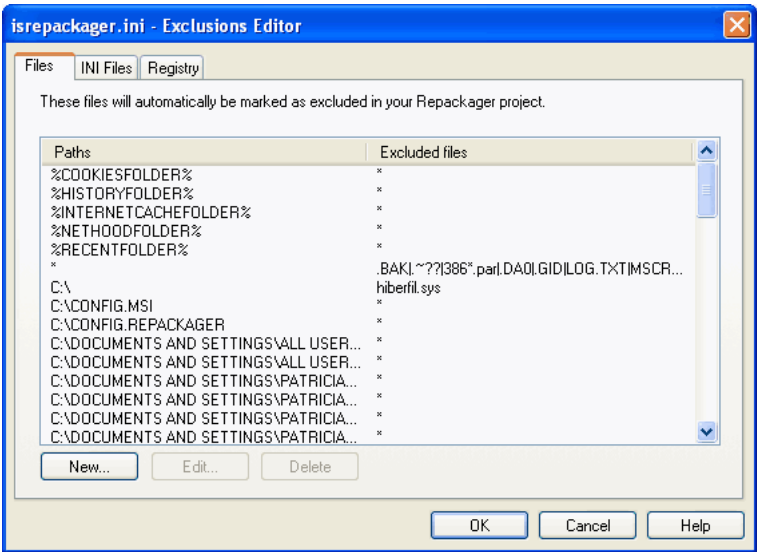 isrepackager.ini - Exclusions Editor
Files INI Files Registry
These files will automatically be marked as excluded in your Repackager project.
Paths Excluded files
%COOKIESFOLDER% *
%HISTORYFOLDER% *
%INTERNETCACHEFOLDER% *
%NETHOODFOLDER% *
%RECENTFOLDER% *
* .BAK|.~??|386*.par|.DA0|.GID|LOG.TXT|MSCR...
C:\ hiberfil.sys
C:\CONFIG.MSI *
C:\CONFIG.REPACKAGER *
C:\DOCUMENTS AND SETTINGS\ALL USER... *
C:\DOCUMENTS AND SETTINGS\ALL USER... *
C:\DOCUMENTS AND SETTINGS\PATRICIA... *
C:\DOCUMENTS AND SETTINGS\PATRICIA... *
C:\DOCUMENTS AND SETTINGS\PATRICIA... *
C:\DOCUMENTS AND SETTINGS\PATRICIA... *
New... Edit... Delete
OK Cancel Help